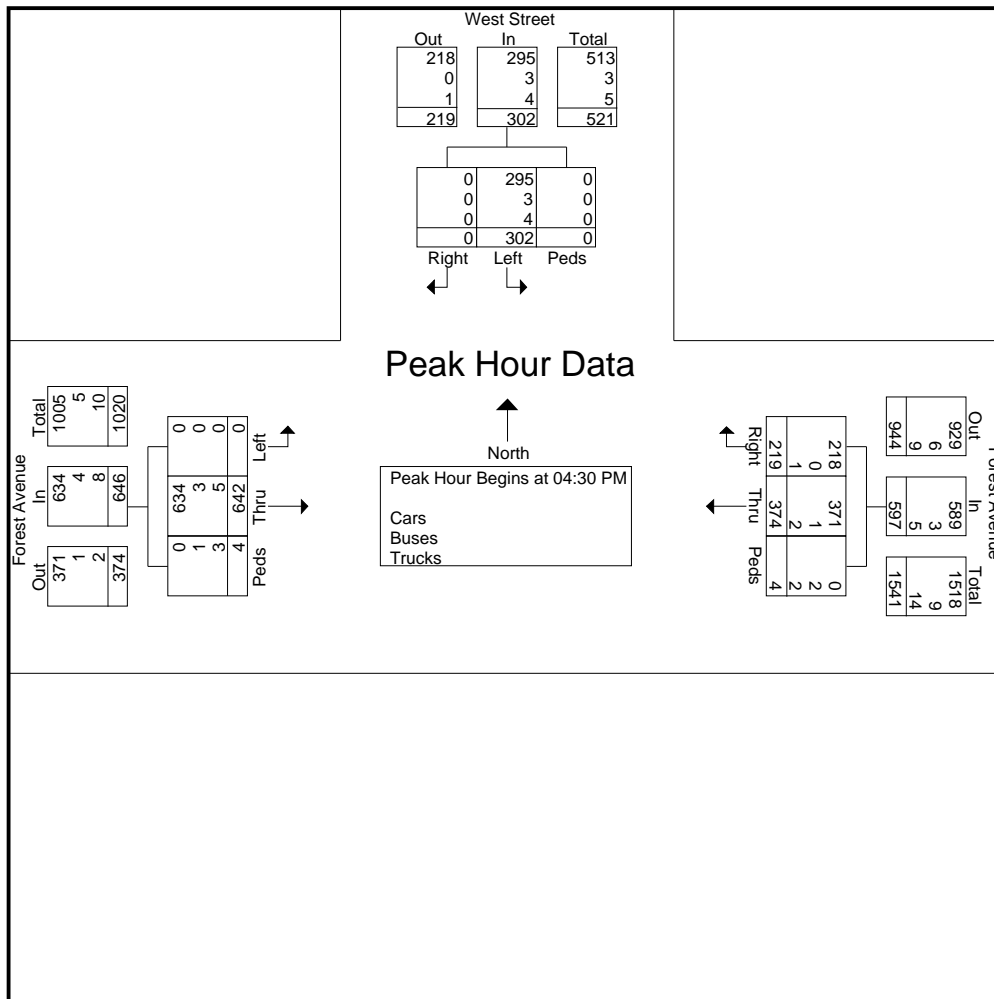 West Street
Out In Total
218 295 513
0 3 3
1 4 5
219 302 521
0 295 0
0 3 0
0 4 0
0 302 0
Right Left Peds
Peak Hour Data
North
Peak Hour Begins at 04:30 PM
Cars
Buses
Trucks
Forest Avenue
Total In Out
1005 634 371
5 4 1
10 8 2
1020 646 374
0 634 0
0 3 1
0 5 3
0 642 4
Left Thru Peds
Forest Avenue
Out In Total
929 589 1518
6 3 9
9 5 14
944 597 1541
218 371 0
0 1 2
1 2 2
219 374 4
Right Thru Peds